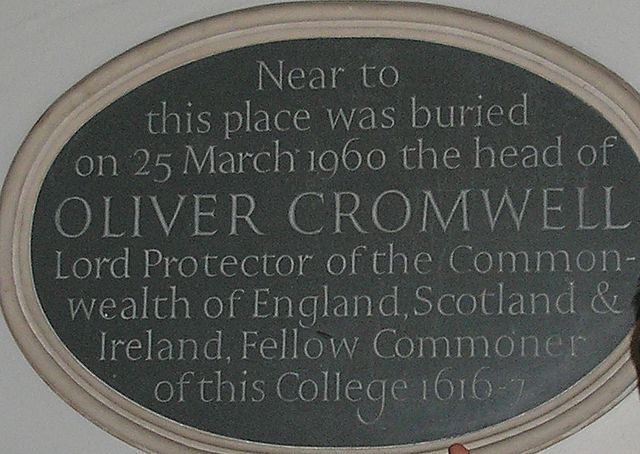 Near to
this place was buried
on 25 March 1960 the head of
OLIVER CROMWELL
Lord Protector of the Common-
wealth of England, Scotland &
Ireland, Fellow Commoner
of this College 1616-7